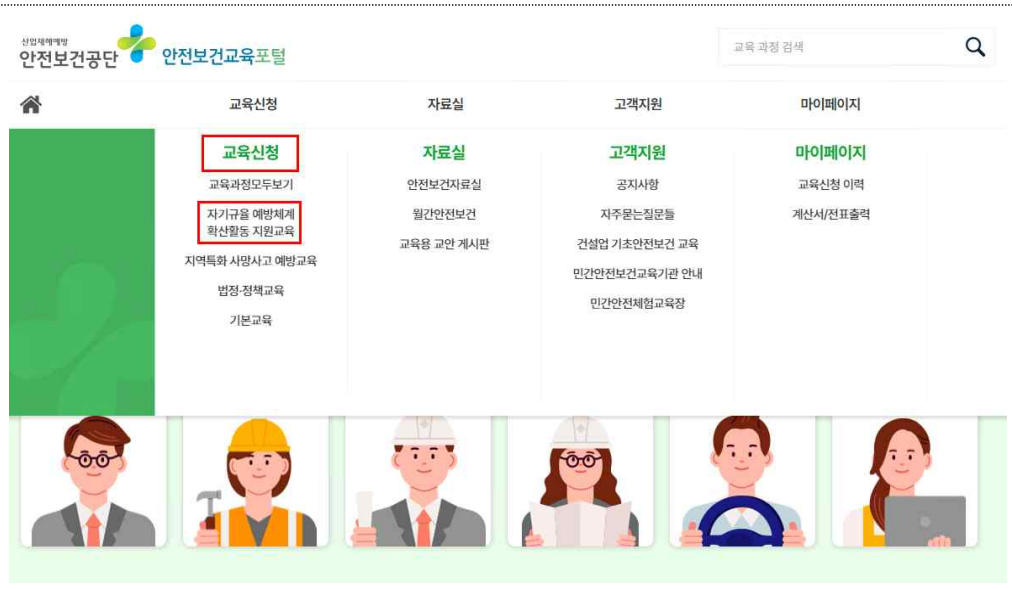 산업재해예방
안전보건공단
안전보건교육포털
교육 과정 검색
교육신청
자료실
고객지원
마이페이지
교육신청
교육과정모두보기
자기규율 예방체계
확산활동 지원교육
지역특화 사망사고 예방교육
법정·정책교육
기본교육
자료실
안전보건자료실
월간안전보건
교육용 교안 게시판
고객지원
공지사항
자주묻는질문들
건설업 기초안전보건 교육
민간안전보건교육기관 안내
민간안전체험교육장
마이페이지
교육신청 이력
계산서/전표출력